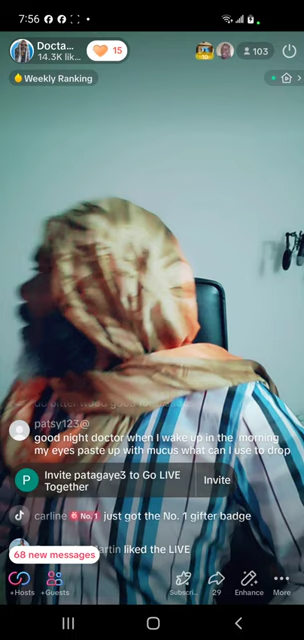 7:56
Docta...
14.3K lik...
15
103
Weekly Ranking
patsy123@
good night doctor when I wake up in the morning
my eyes paste up with mucus what can I use to drop
P
Invite patagaye3 to Go LIVE
Together
Invite
carline No. 1 just got the No. 1 gifter badge
68 new messages
artin liked the LIVE
+Hosts
+Guests
Subscri...
29
Enhance
More